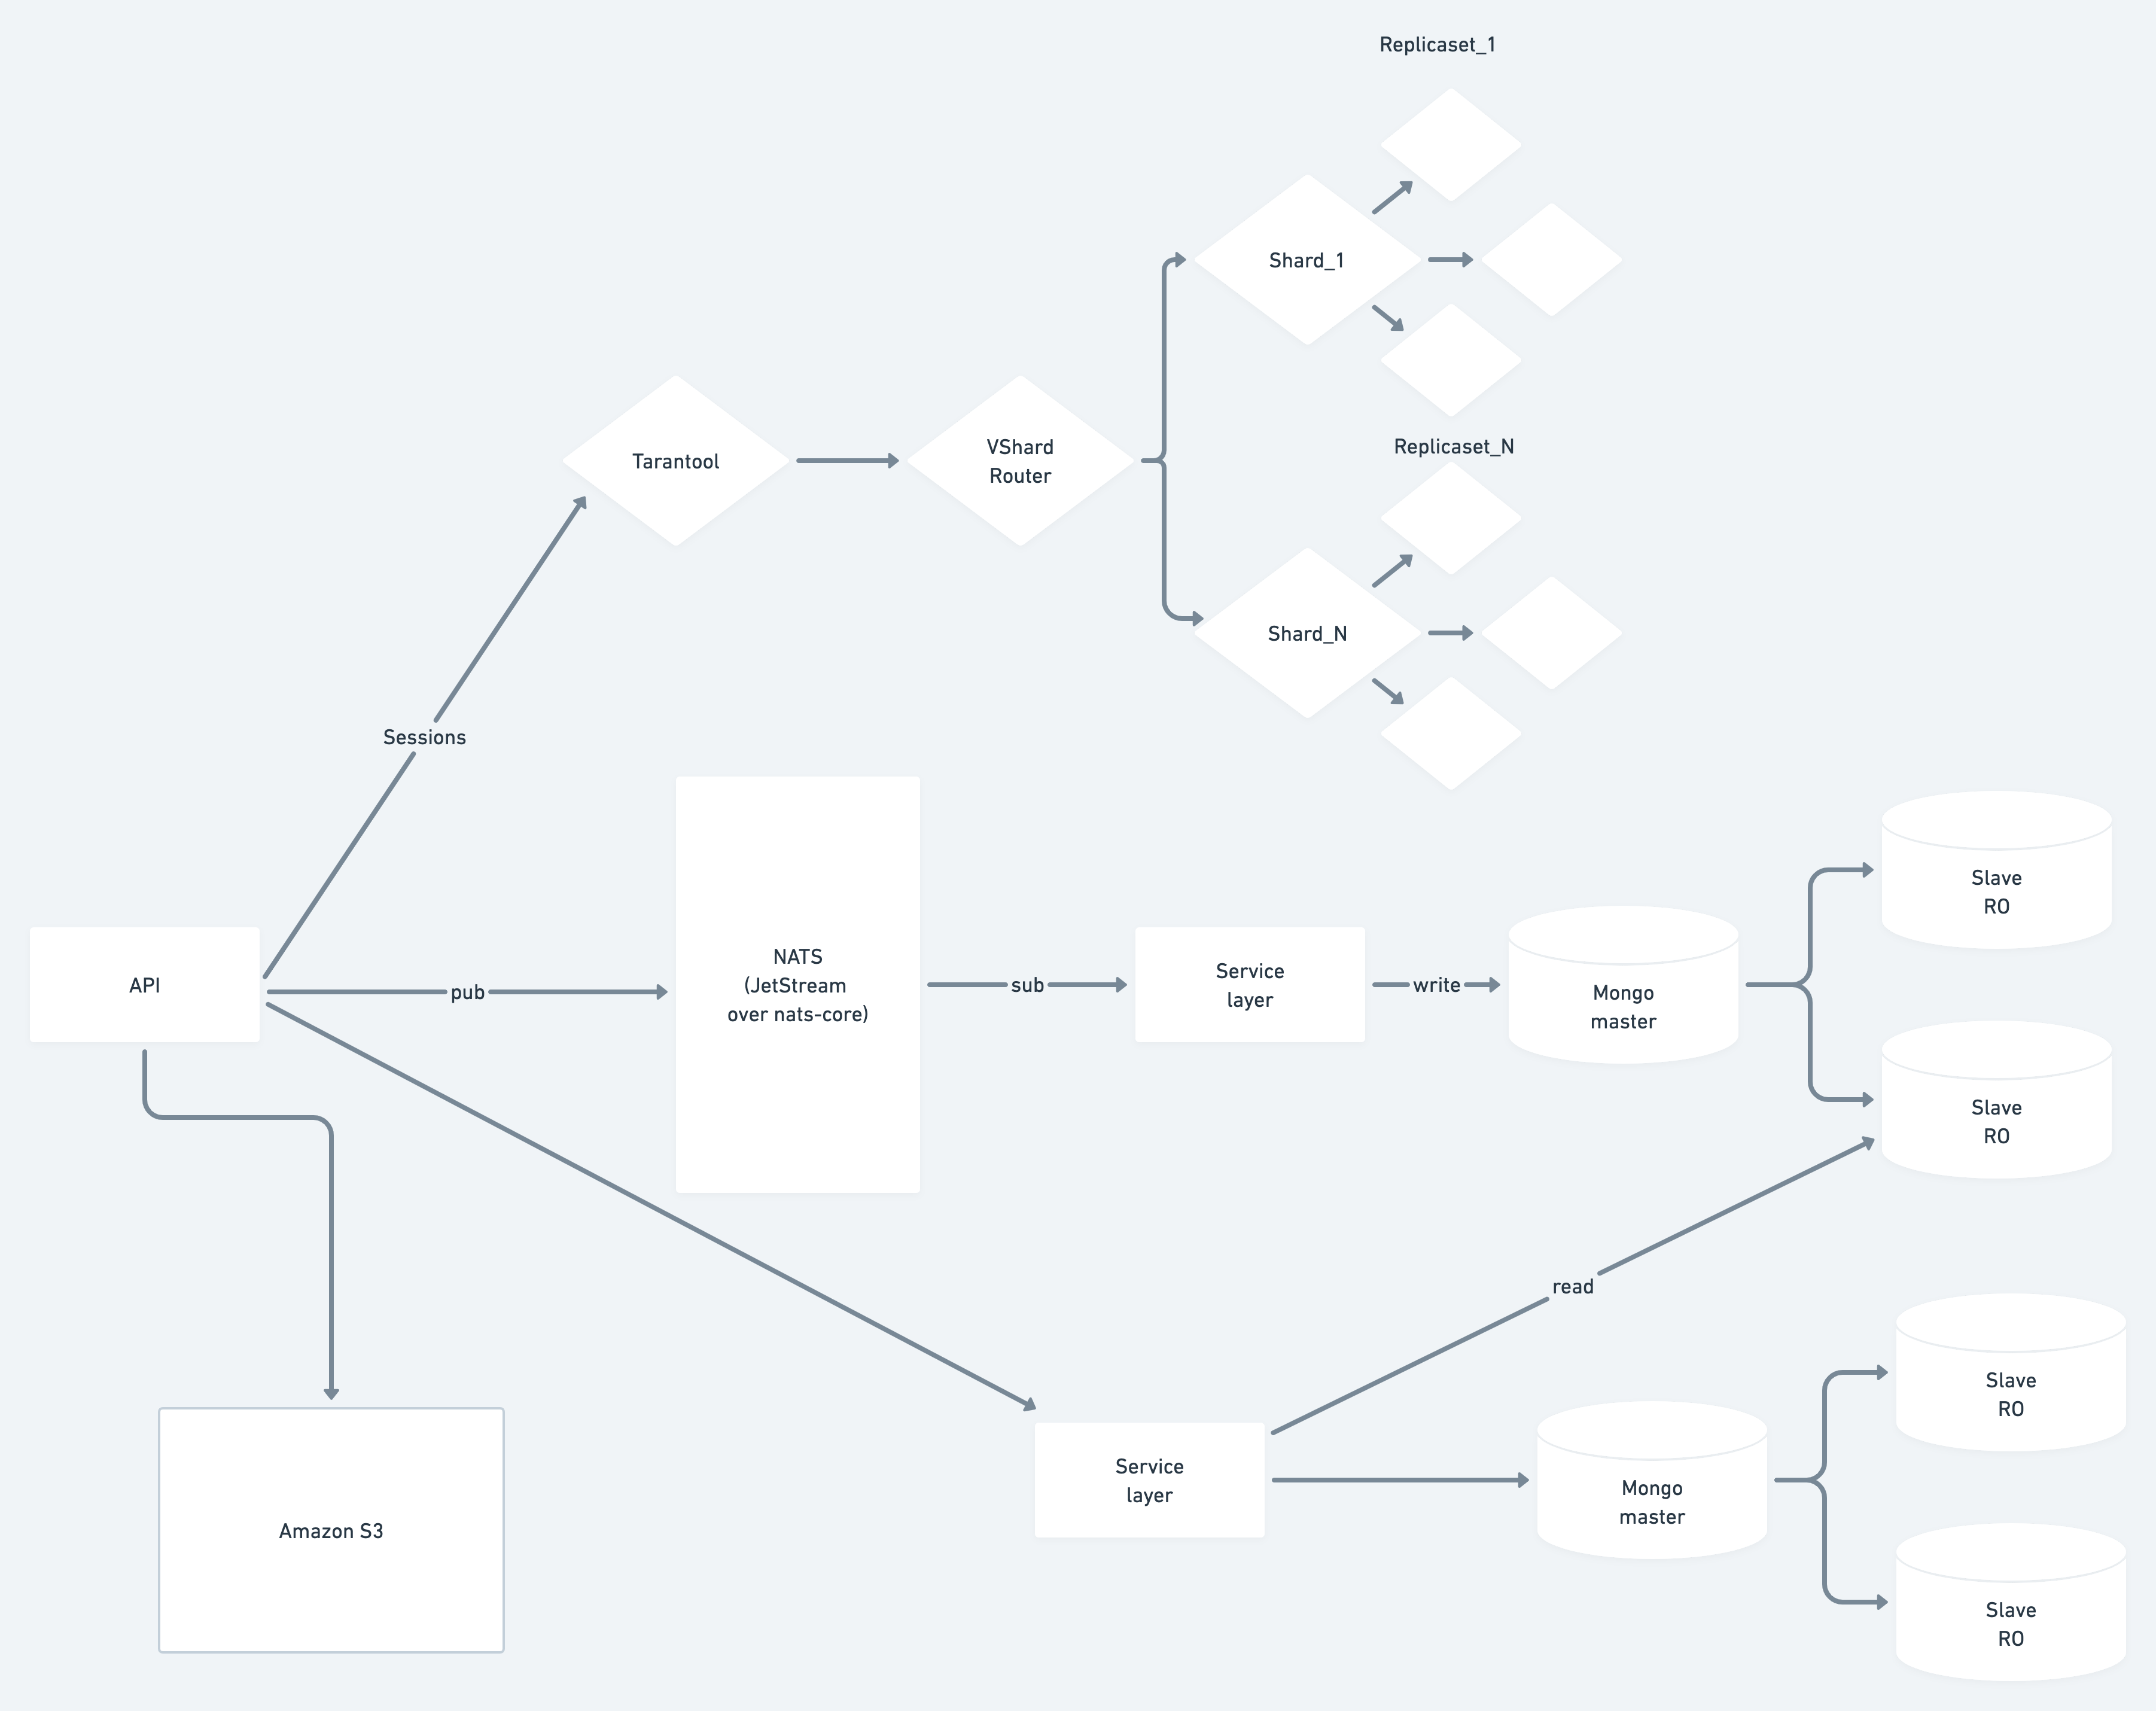 Replicaset_1
Shard_1
Replicaset_N
Tarantool
VShard
Router
Shard_N
Sessions
API
pub
NATS
(JetStream
over nats-core)
sub
Service
layer
write
Mongo
master
Slave
RO
Slave
RO
read
Service
layer
Mongo
master
Slave
RO
Slave
RO
Amazon S3